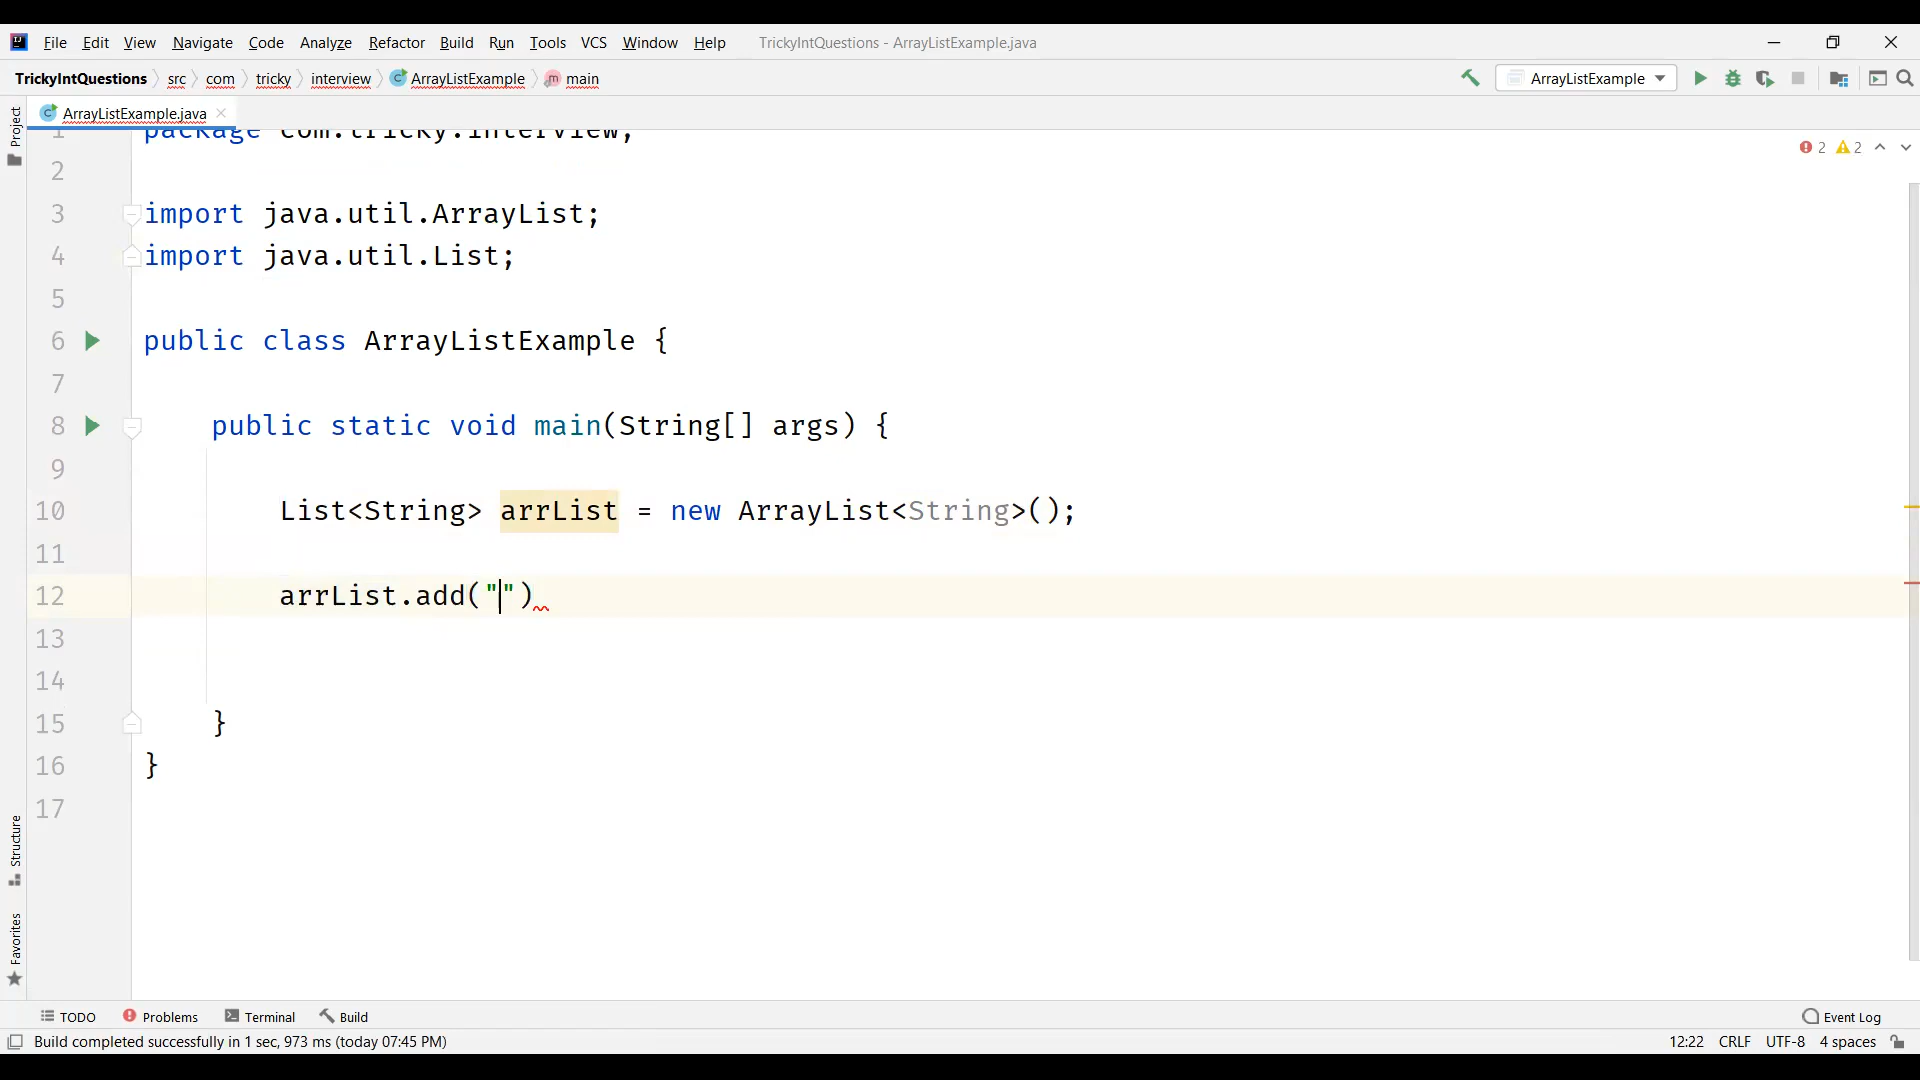 File Edit View Navigate Code Analyze Refactor Build Run Tools VCS Window Help TrickyIntQuestions - ArrayListExample.java
TrickyIntQuestions src com tricky interview ArrayListExample main ArrayListExample
ArrayListExample.java
Project
2 2
1 package com.tricky.interview;
2
3 import java.util.ArrayList;
4 import java.util.List;
5
6 public class ArrayListExample {
7
8 public static void main(String[] args) {
9
10 List<String> arrList = new ArrayList<String>();
11
12 arrList.add("")
13
14
15 }
16 }
17
Structure
Favorites
TODO Problems Terminal Build Event Log
Build completed successfully in 1 sec, 973 ms (today 07:45 PM) 12:22 CRLF UTF-8 4 spaces